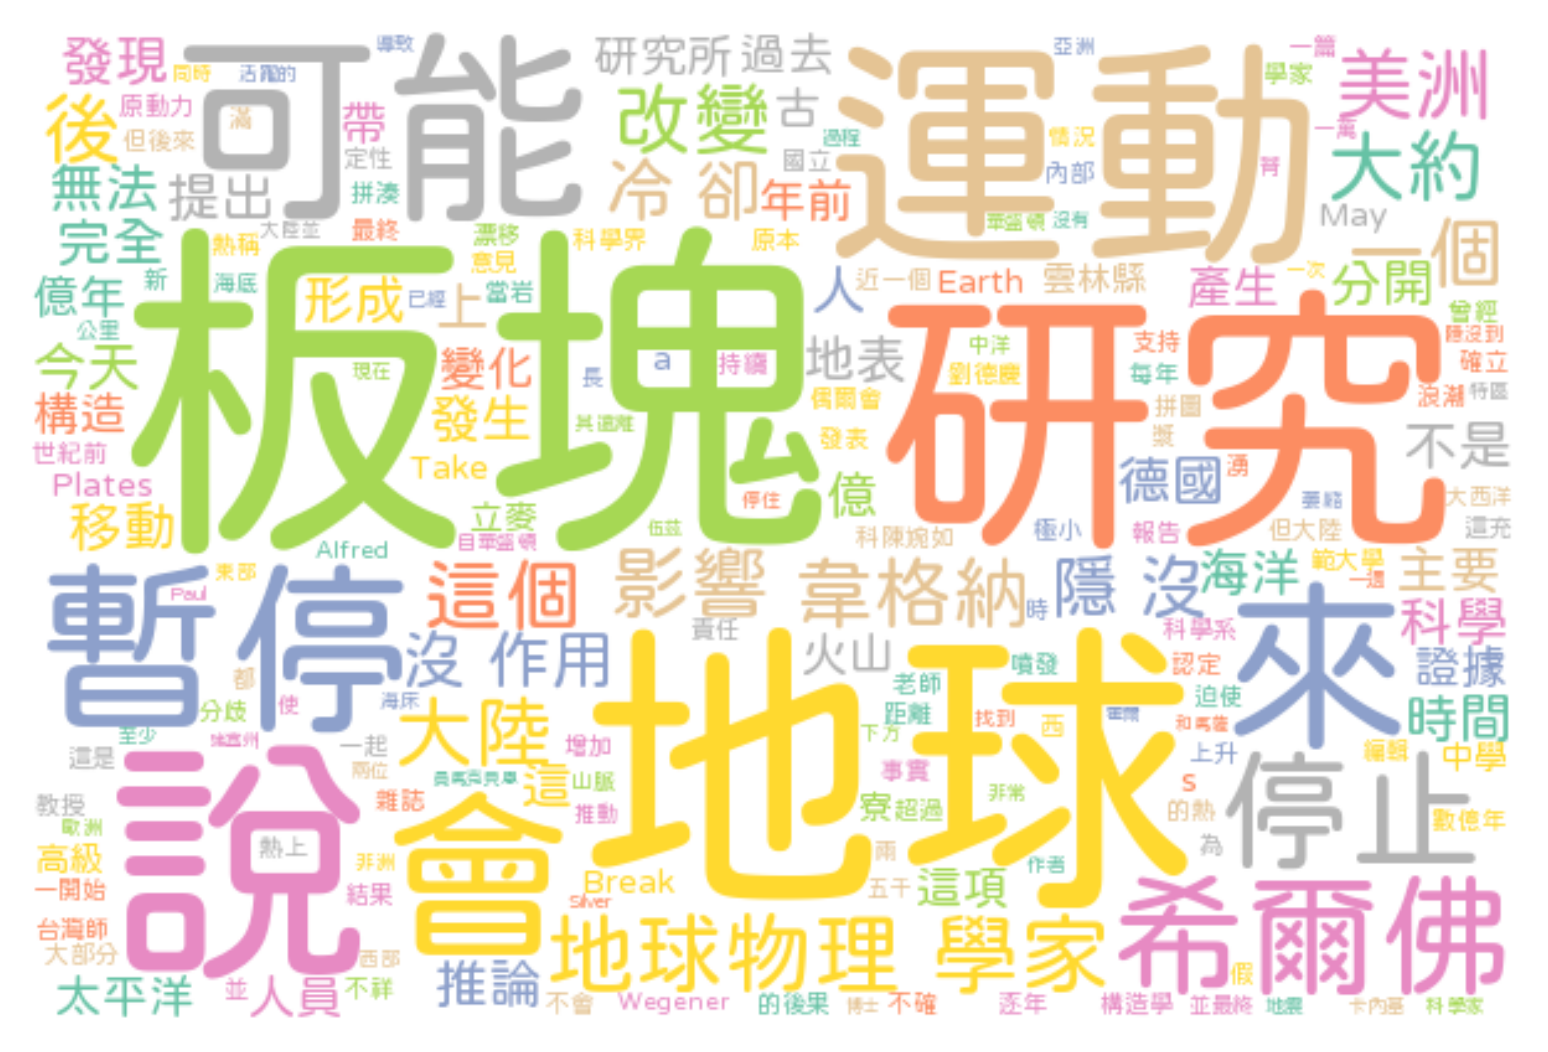 發現
同時
活躍的
導致
可能
研究所
過去
運動
亞洲
一篇
學家
美洲
後
原動力
但後來
滿
帶
定性
改變
古
過程
國立
情況
內部
一萬
大約
無法
提出
拼湊
冷 卻
年前
華盛頓
沒有
May
完全
熱稱
大陸並
最終
漂移
意見
科學界
原本
一個
億年
新
海底
形成
已經
上
當岩
板塊
人
近一個
Earth
雲林縣
產生
一次
分開
曾經
公里
今天
現在
變化
長
a
持續
地表
中洋
劉德慶
研究
支持
每年
隱沒到
確立
浪潮
特區
構造
發生
其遠離
偶爾會
發表
拼圖
槳
不是
世紀前
Plates
Take
停住
億
德國
湧
萎縮
大西洋
移動
立麥
目華盛頓
伍茲
科陳婉如
極小
報告
但大陸
這充
Alfred
東部
Paul
暫停
這個
影響
韋格納
時
隱 沒
海洋
範大學
一週
主要
沒 作用
責任
火山
科學系
來
科學
都
使
分歧
海床
地球
老師
噴發
認定
證據
至少
大陸
距離
找到
西
迫使
和馬薩
時間
這是
一起
兩位
增加
下方
事實
上升
編輯
中學
教授
歐洲
說
雜誌
這
山脈
推動
寮
超過
非常
s
的熱
停止
數億年
高級
熱上
非洲
會
兩
作者
為
一開始
結果
Break
Silver
五千
這項
台灣師
大部分
西部
地球物理 學家
希爾佛
假
太平洋
並
人員
不祥
推論
不會
Wegener
的後果
博士
不確
逐年
構造學
並最終
地震
卡內基
科學家